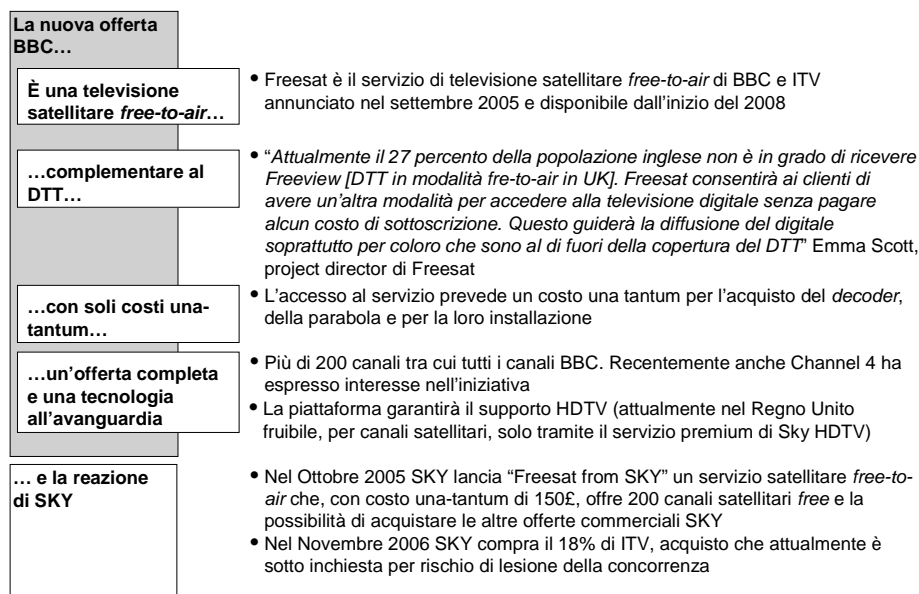 La nuova offerta
BBC…
È una televisione
satellitare free-to-air…
• Freesat è il servizio di televisione satellitare free-to-air di BBC e ITV
annunciato nel settembre 2005 e disponibile dall'inizio del 2008
…complementare al
DTT…
• “Attualmente il 27 percento della popolazione inglese non è in grado di ricevere
Freeview [DTT in modalità fre-to-air in UK]. Freesat consentirà ai clienti di
avere un'altra modalità per accedere alla televisione digitale senza pagare
alcun costo di sottoscrizione. Questo guiderà la diffusione del digitale
soprattutto per coloro che sono al di fuori della copertura del DTT” Emma Scott,
project director di Freesat
…con soli costi una-
tantum…
• L'accesso al servizio prevede un costo una tantum per l'acquisto del decoder,
della parabola e per la loro installazione
…un'offerta completa
e una tecnologia
all'avanguardia
• Più di 200 canali tra cui tutti i canali BBC. Recentemente anche Channel 4 ha
espresso interesse nell'iniziativa
• La piattaforma garantirà il supporto HDTV (attualmente nel Regno Unito
fruibile, per canali satellitari, solo tramite il servizio premium di Sky HDTV)
… e la reazione
di SKY
• Nel Ottobre 2005 SKY lancia “Freesat from SKY” un servizio satellitare free-to-
air che, con costo una-tantum di 150£, offre 200 canali satellitari free e la
possibilità di acquistare le altre offerte commerciali SKY
• Nel Novembre 2006 SKY compra il 18% di ITV, acquisto che attualmente è
sotto inchiesta per rischio di lesione della concorrenza